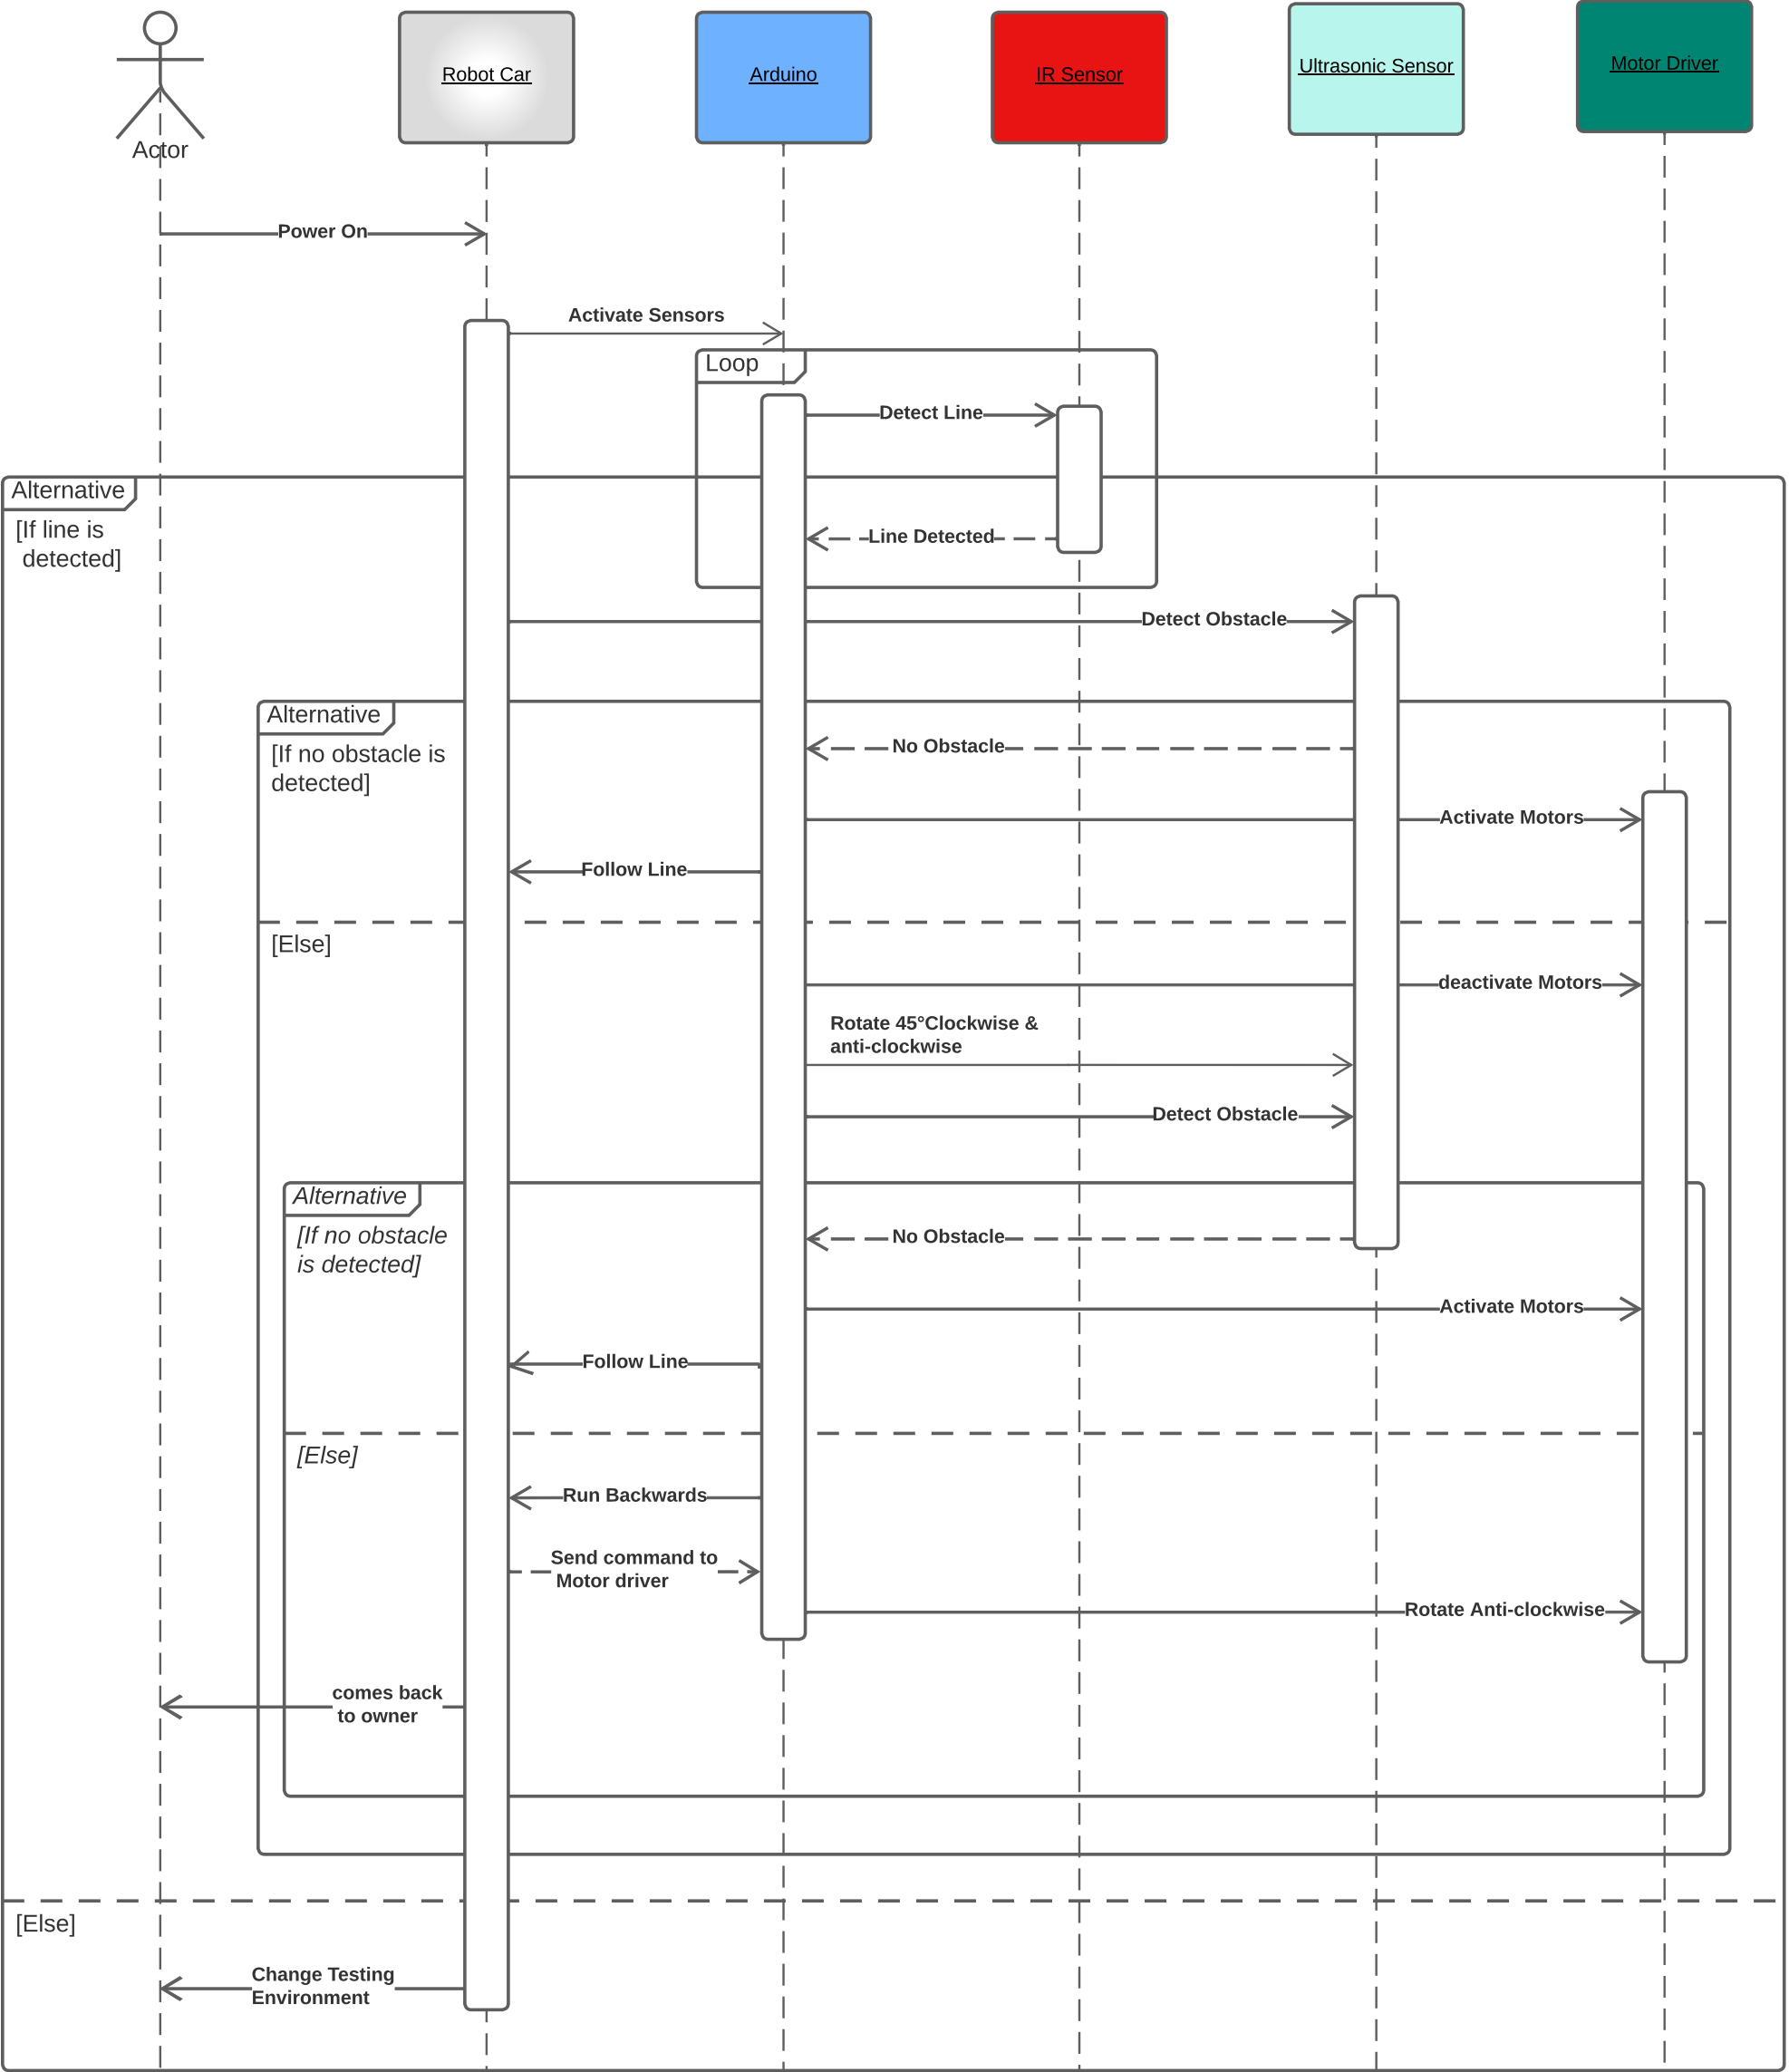 Actor
Robot Car
Arduino
IR Sensor
Ultrasonic Sensor
Motor Driver
Power On
Activate Sensors
Loop
Detect Line
Alternative
[If line is
detected]
Line Detected
Detect Obstacle
Alternative
[If no obstacle is
detected]
No Obstacle
Activate Motors
Follow Line
[Else]
deactivate Motors
Rotate 45°Clockwise &
anti-clockwise
Detect Obstacle
Alternative
[If no obstacle
is detected]
No Obstacle
Activate Motors
Follow Line
[Else]
Run Backwards
Send command to
Motor driver
Rotate Anti-clockwise
comes back
to owner
[Else]
Change Testing
Environment